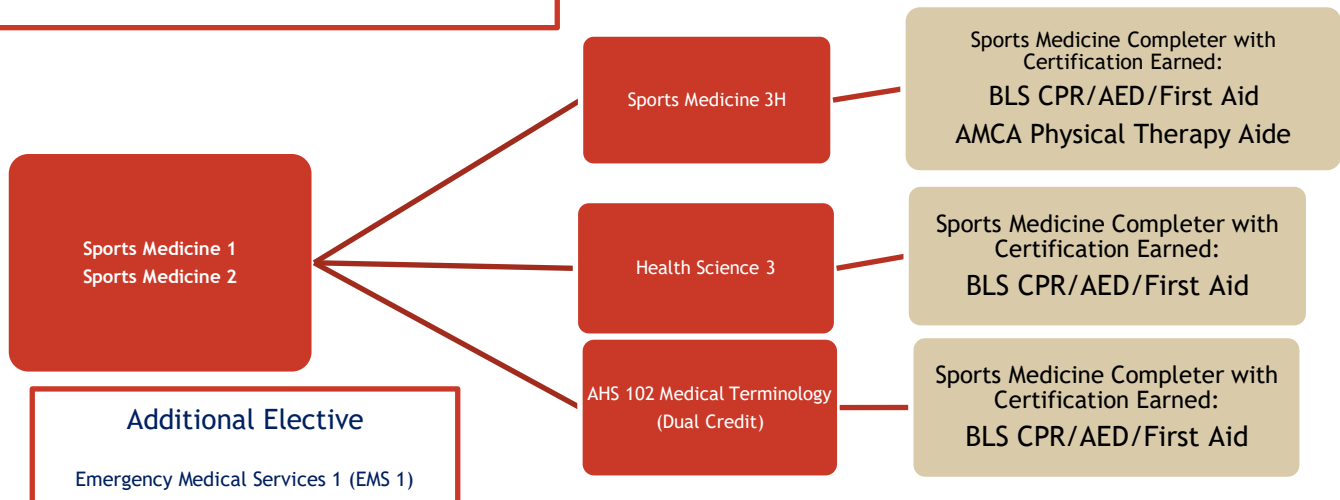 Sports Medicine 1
Sports Medicine 2
Sports Medicine 3H
Sports Medicine Completer with
Certification Earned:
BLS CPR/AED/First Aid
AMCA Physical Therapy Aide
Health Science 3
Sports Medicine Completer with
Certification Earned:
BLS CPR/AED/First Aid
AHS 102 Medical Terminology
(Dual Credit)
Sports Medicine Completer with
Certification Earned:
BLS CPR/AED/First Aid
Additional Elective
Emergency Medical Services 1 (EMS 1)